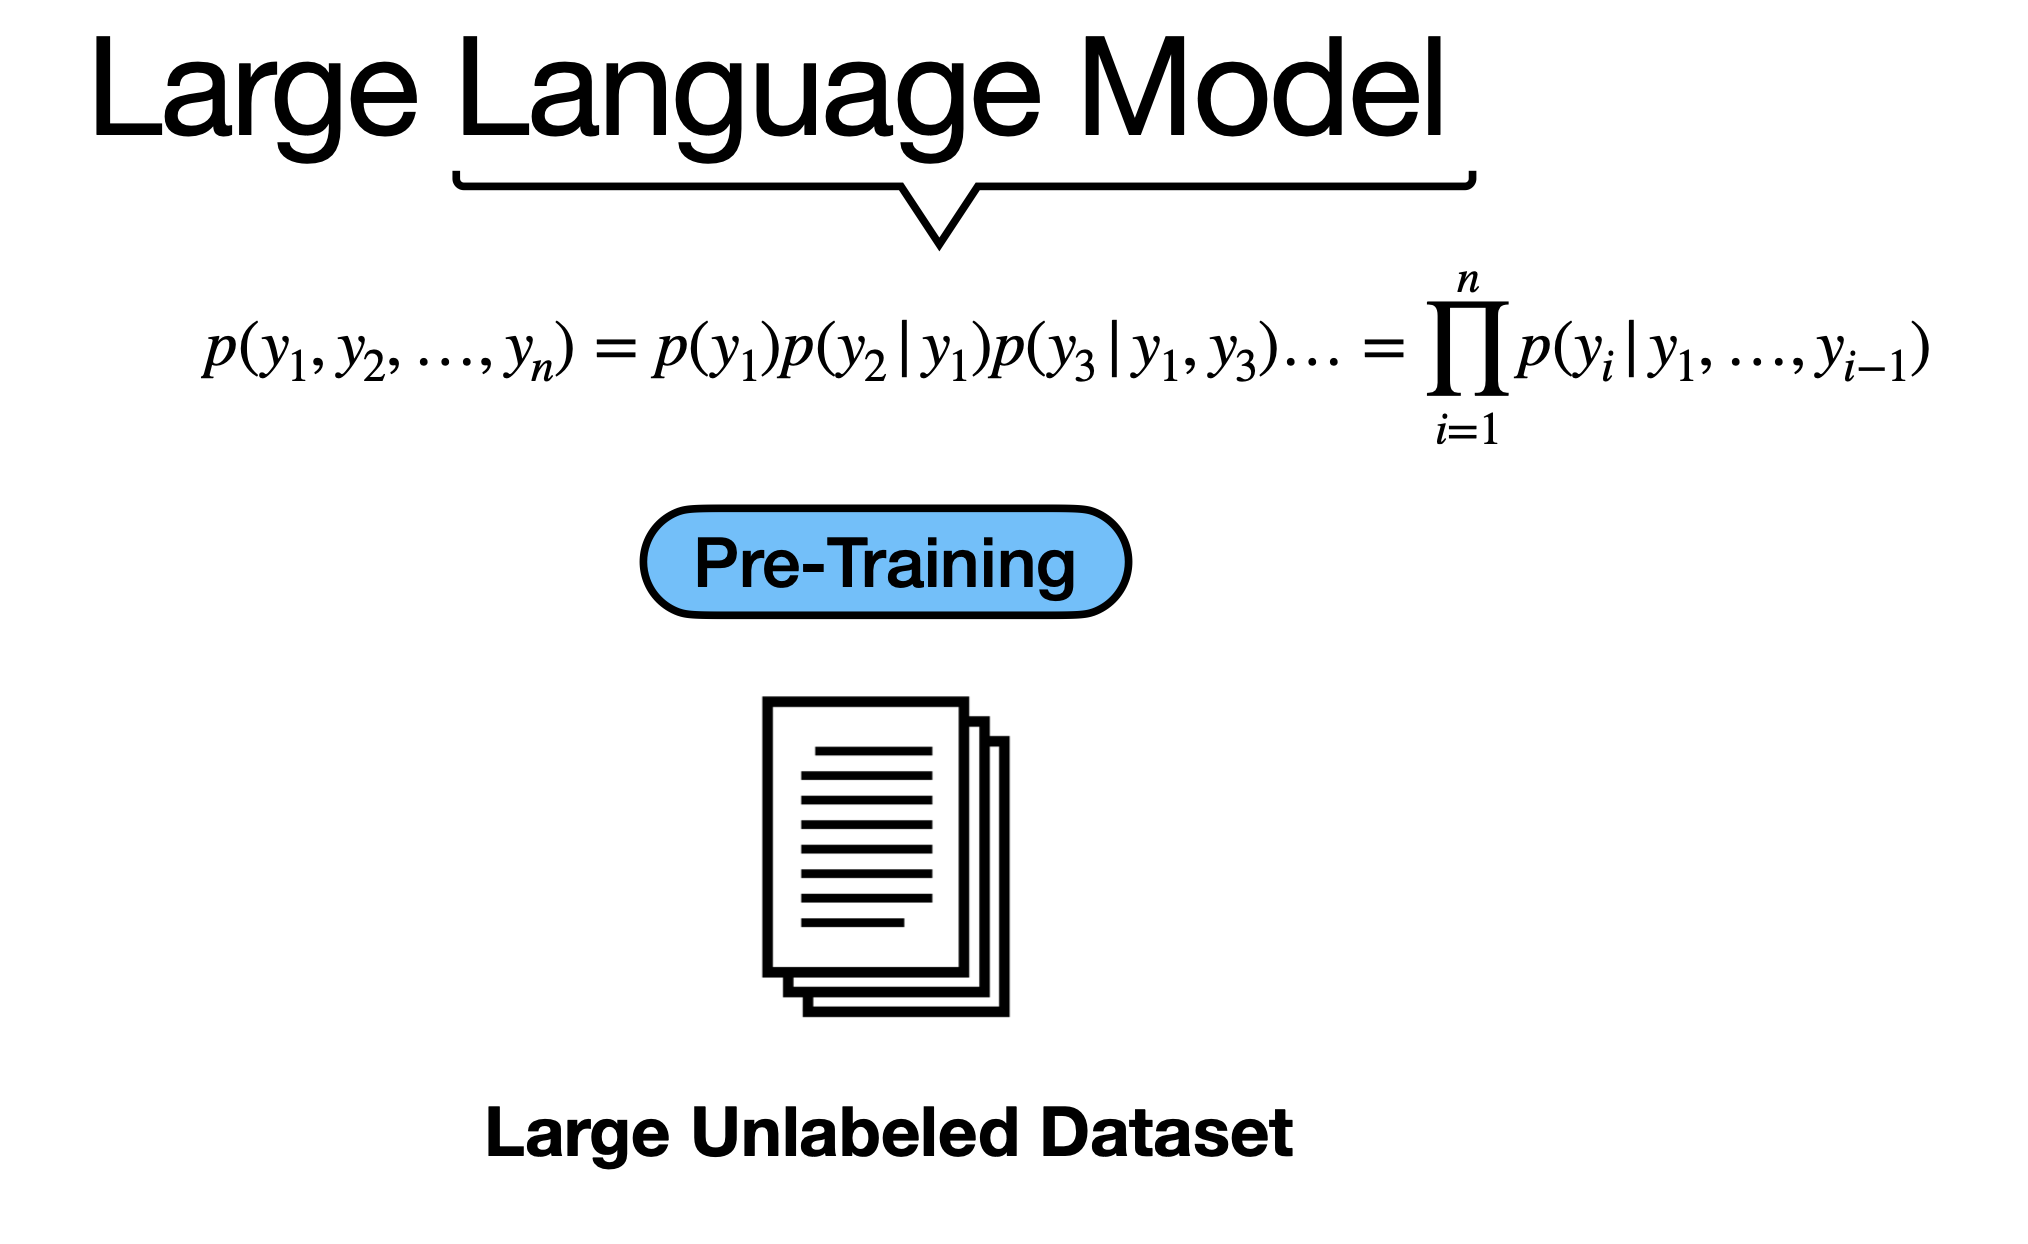 Large Language Model
p(y₁, y₂, …, yₙ) = p(y₁)p(y₂ | y₁)p(y₃ | y₁, y₃)… = ∏ⁿᵢ₌₁ p(yᵢ | y₁, …, yᵢ₋₁)
Pre-Training
Large Unlabeled Dataset